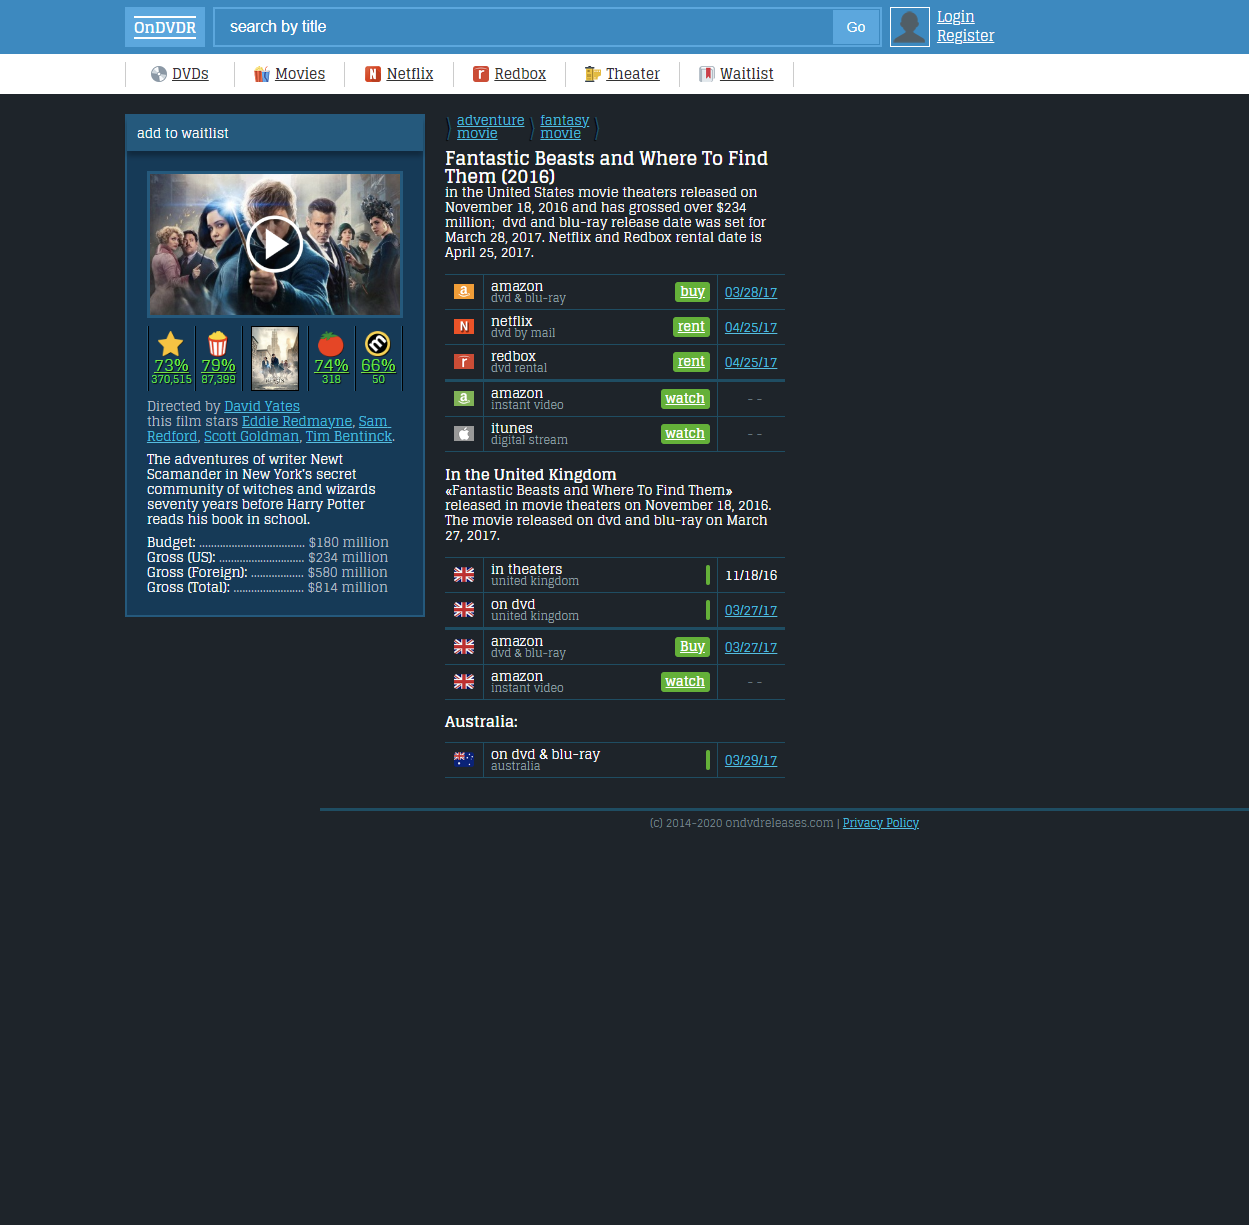 OnDVDR
search by title
Go
Login
Register
DVDs
Movies
Netflix
Redbox
Theater
Waitlist
add to waitlist
73%
370,515
79%
87,399
74%
318
66%
50
Directed by David Yates
this film stars Eddie Redmayne, Sam
Redford, Scott Goldman, Tim Bentinck.
The adventures of writer Newt
Scamander in New York's secret
community of witches and wizards
seventy years before Harry Potter
reads his book in school.
Budget: ................................... $180 million
Gross (US): ............................ $234 million
Gross (Foreign): .................. $580 million
Gross (Total): ........................ $814 million
adventure
movie
fantasy
movie
Fantastic Beasts and Where To Find
Them (2016)
in the United States movie theaters released on
November 18, 2016 and has grossed over $234
million; dvd and blu-ray release date was set for
March 28, 2017. Netflix and Redbox rental date is
April 25, 2017.
amazon
dvd & blu-ray
buy
03/28/17
netflix
dvd by mail
rent
04/25/17
redbox
dvd rental
rent
04/25/17
amazon
instant video
watch
- -
itunes
digital stream
watch
- -
In the United Kingdom
«Fantastic Beasts and Where To Find Them»
released in movie theaters on November 18, 2016.
The movie released on dvd and blu-ray on March
27, 2017.
in theaters
united kingdom
11/18/16
on dvd
united kingdom
03/27/17
amazon
dvd & blu-ray
Buy
03/27/17
amazon
instant video
watch
- -
Australia:
on dvd & blu-ray
australia
03/29/17
(c) 2014-2020 ondvdreleases.com | Privacy Policy